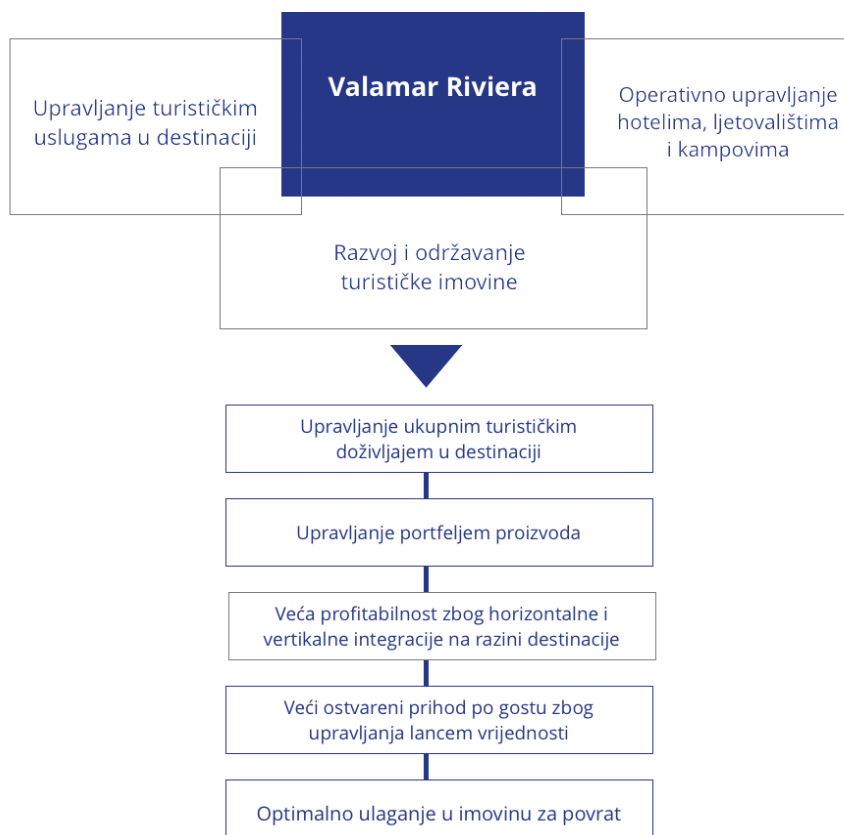 Valamar Riviera
Upravljanje turističkim
uslugama u destinaciji
Operativno upravljanje
hotelima, ljetovalištima
i kampovima
Razvoj i održavanje
turističke imovine
Upravljanje ukupnim turističkim
doživljajem u destinaciji
Upravljanje portfeljem proizvoda
Veća profitabilnost zbog horizontalne i
vertikalne integracije na razini destinacije
Veći ostvareni prihod po gostu zbog
upravljanja lancem vrijednosti
Optimalno ulaganje u imovinu za povrat